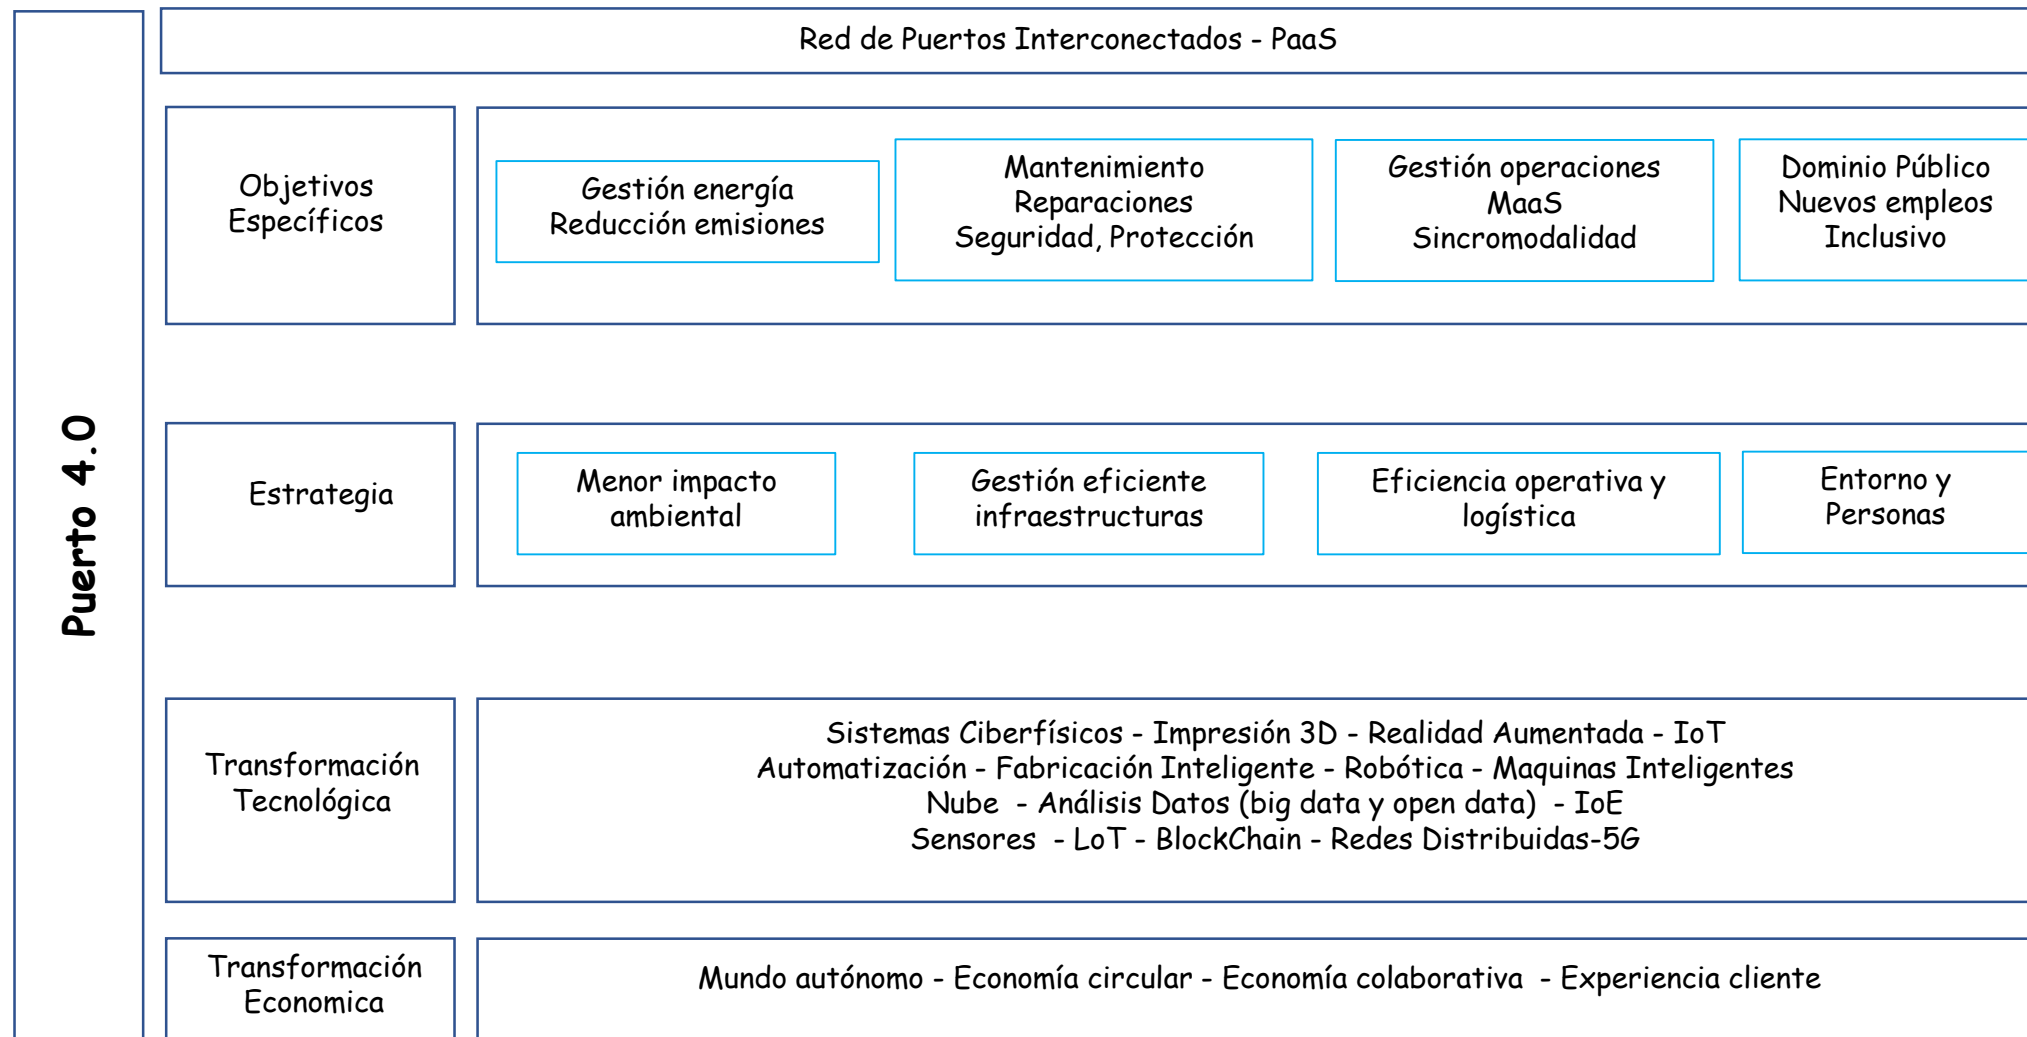 Puerto 4.0
Red de Puertos Interconectados - PaaS
Objetivos
Específicos
Gestión energía
Reducción emisiones
Mantenimiento
Reparaciones
Seguridad, Protección
Gestión operaciones
MaaS
Sincromodalidad
Dominio Público
Nuevos empleos
Inclusivo
Estrategia
Menor impacto
ambiental
Gestión eficiente
infraestructuras
Eficiencia operativa y
logística
Entorno y
Personas
Transformación
Tecnológica
Sistemas Ciberfísicos - Impresión 3D - Realidad Aumentada - IoT
Automatización - Fabricación Inteligente - Robótica - Maquinas Inteligentes
Nube - Análisis Datos (big data y open data) - IoE
Sensores - LoT - BlockChain - Redes Distribuidas-5G
Transformación
Economica
Mundo autónomo - Economía circular - Economía colaborativa - Experiencia cliente